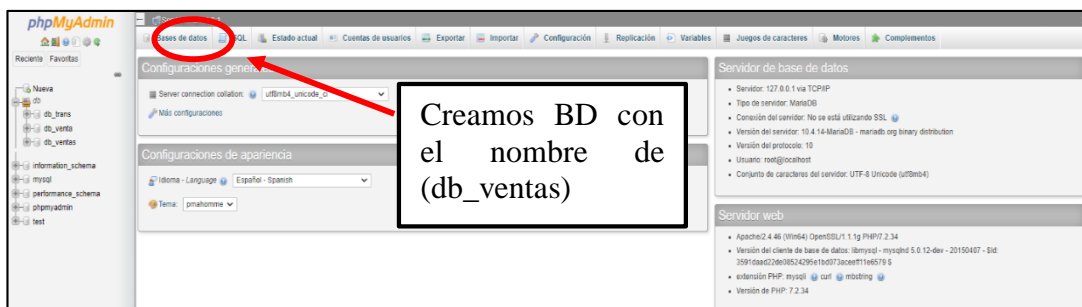 phpMyAdmin
Reciente Favoritas
Nueva
db
db_trans
db_venta
db_ventas
information_schema
mysql
performance_schema
phpmyadmin
test
Bases de datos SQL Estado actual Cuentas de usuarios Exportar Importar Configuración Replicación Variables Juegos de caracteres Motores Complementos
Configuraciones
Server connection collation: utf8mb4_unicode_ci
Más configuraciones
Configuraciones de apariencia
Idioma - Language Español - Spanish
Tema: pmahomme
Creamos BD con
el nombre de
(db_ventas)
Servidor de base de datos
• Servidor: 127.0.0.1 via TCP/IP
• Tipo de servidor: MariaDB
• Conexión del servidor: No se está utilizando SSL
• Versión del servidor: 10.4.14-MariaDB - mariadb.org binary distribution
• Versión del protocolo: 10
• Usuario: root@localhost
• Conjunto de caracteres del servidor: UTF-8 Unicode (utf8mb4)
Servidor web
• Apache/2.4.46 (Win64) OpenSSL/1.1.1g PHP/7.2.34
• Versión del cliente de base de datos: libmysql - mysqlnd 5.0.12-dev - 20150407 - $Id:
3591daad22de08524295e1bd073aceeff11e6579 $
• extensión PHP: mysqli curl mbstring
• Versión de PHP: 7.2.34